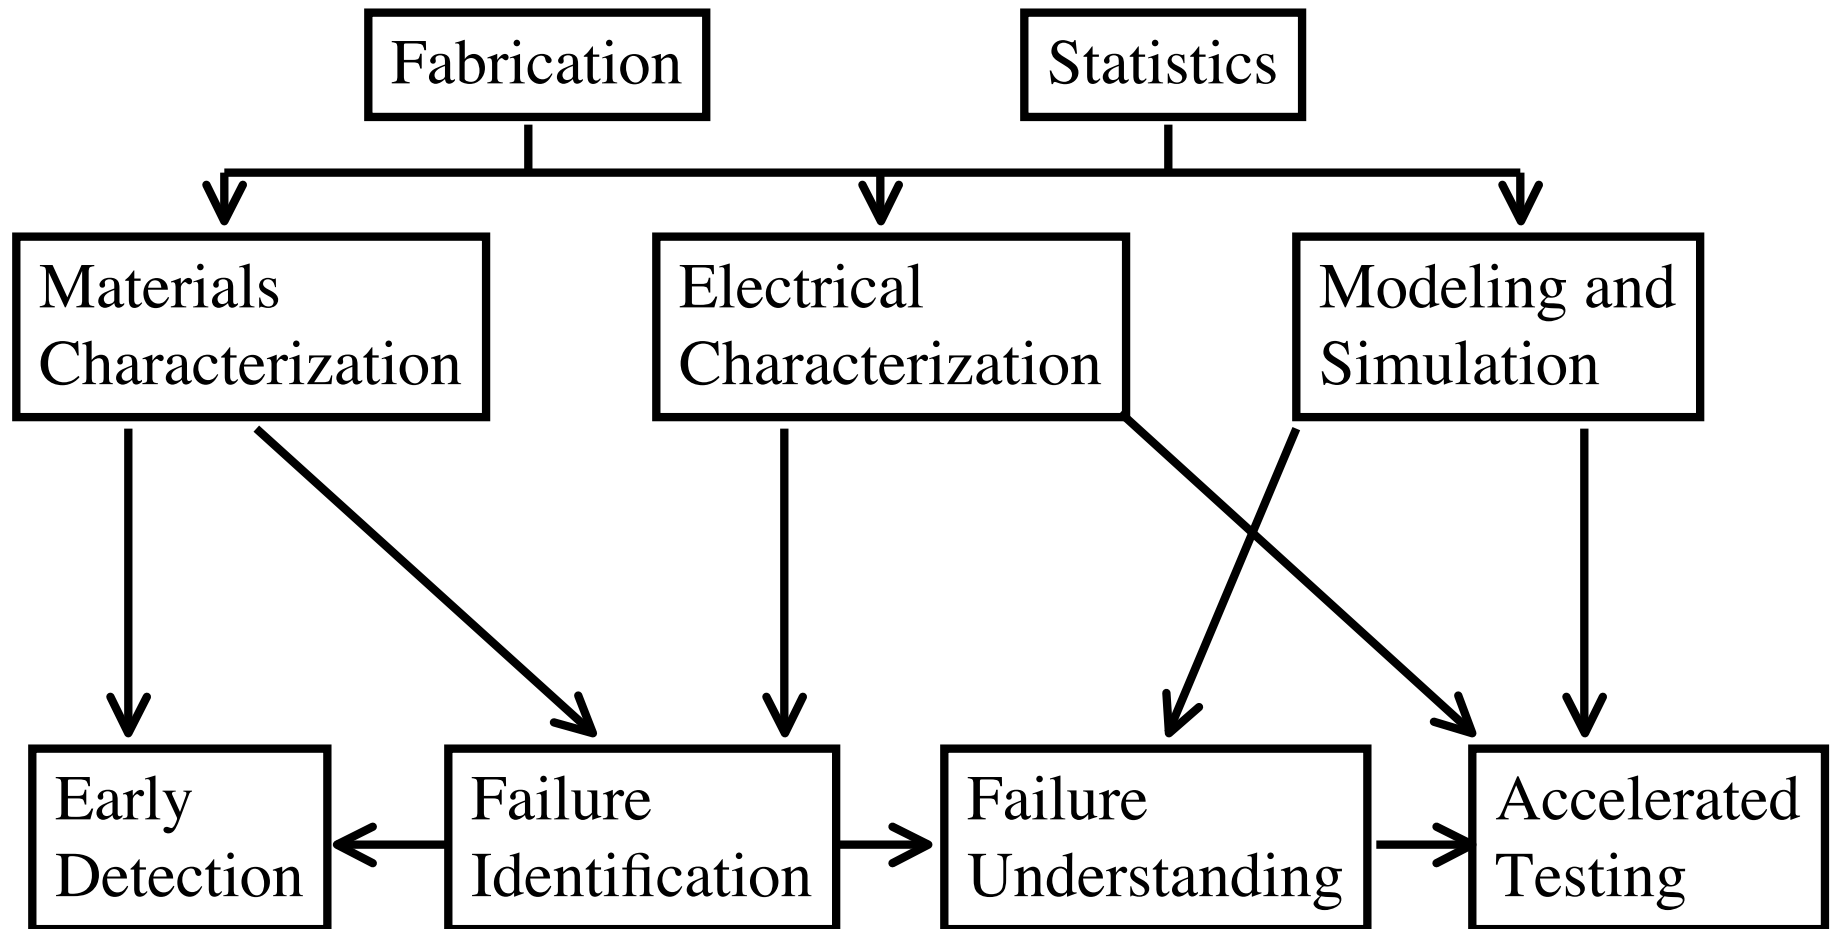 Fabrication
Statistics
Materials
Characterization
Electrical
Characterization
Modeling and
Simulation
Early
Detection
Failure
Identification
Failure
Understanding
Accelerated
Testing